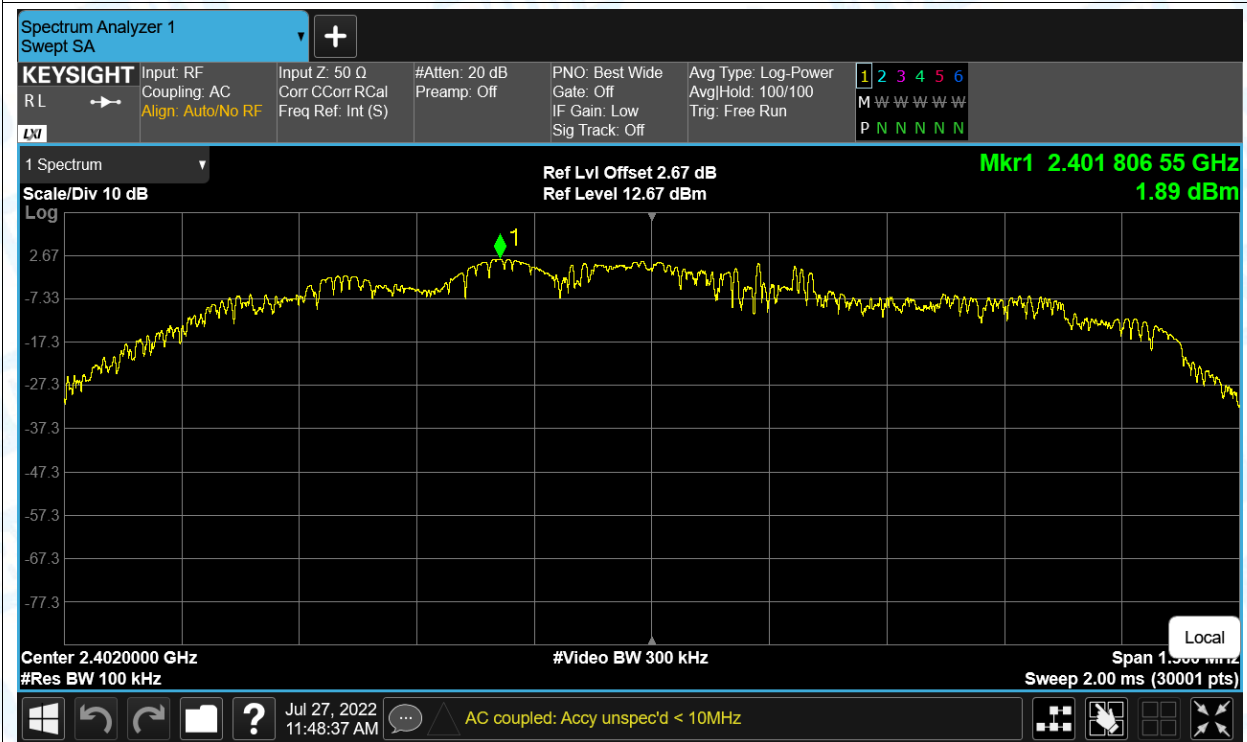 Spectrum Analyzer 1
Swept SA
KEYSIGHT
R L
LXI
Input: RF
Coupling: AC
Align: Auto/No RF
Input Z: 50 Ω
Corr CCorr RCal
Freq Ref: Int (S)
#Atten: 20 dB
Preamp: Off
PNO: Best Wide
Gate: Off
IF Gain: Low
Sig Track: Off
Avg Type: Log-Power
Avg|Hold: 100/100
Trig: Free Run
1 2 3 4 5 6
M W W W W W
P N N N N N
1 Spectrum
Scale/Div 10 dB
Ref Lvl Offset 2.67 dB
Ref Level 12.67 dBm
Mkr1 2.401 806 55 GHz
1.89 dBm
Log
1
2.67
-7.33
-17.3
-27.3
-37.3
-47.3
-57.3
-67.3
-77.3
Local
Center 2.4020000 GHz
#Video BW 300 kHz
Span
#Res BW 100 kHz
Sweep 2.00 ms (30001 pts)
?
Jul 27, 2022
11:48:37 AM
AC coupled: Accy unspec'd < 10MHz